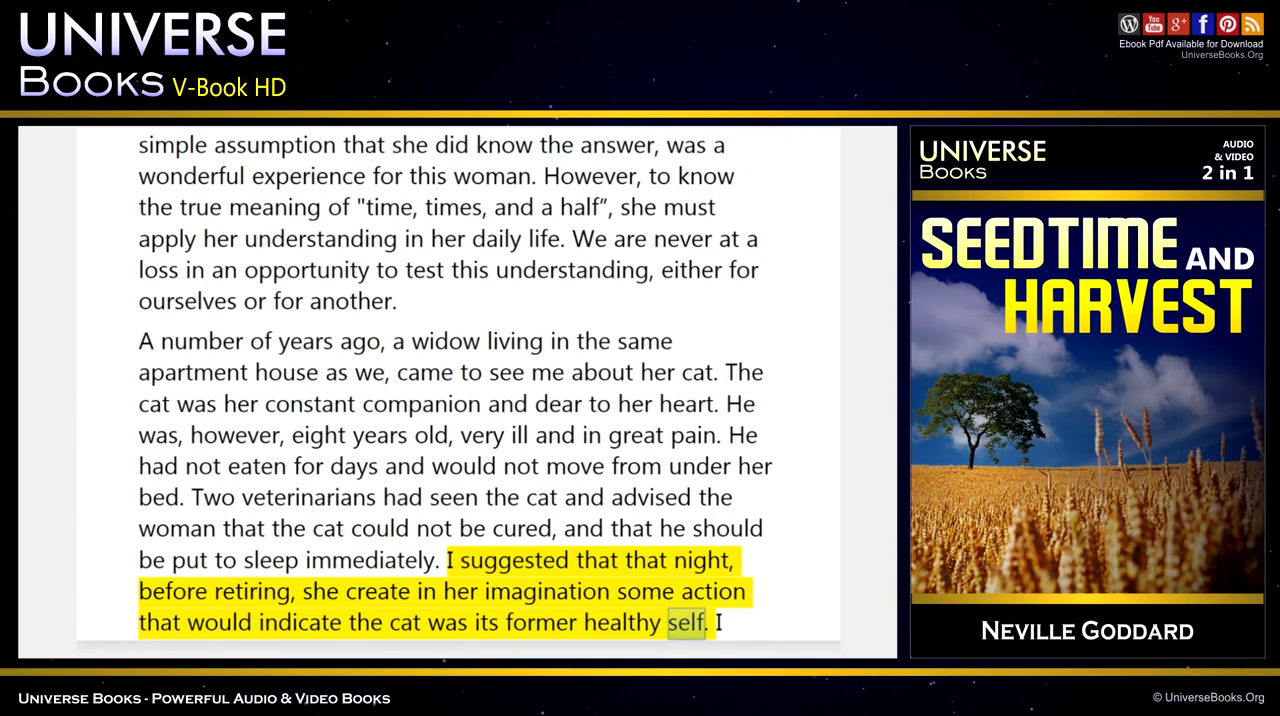 UNIVERSE
BOOKS V-Book HD
Ebook Pdf Available for Download
UniverseBooks.Org
simple assumption that she did know the answer, was a
wonderful experience for this woman. However, to know
the true meaning of "time, times, and a half”, she must
apply her understanding in her daily life. We are never at a
loss in an opportunity to test this understanding, either for
ourselves or for another.
A number of years ago, a widow living in the same
apartment house as we, came to see me about her cat. The
cat was her constant companion and dear to her heart. He
was, however, eight years old, very ill and in great pain. He
had not eaten for days and would not move from under her
bed. Two veterinarians had seen the cat and advised the
woman that the cat could not be cured, and that he should
be put to sleep immediately. I suggested that that night,
before retiring, she create in her imagination some action
that would indicate the cat was its former healthy self. I
UNIVERSE
BOOKS
AUDIO
& VIDEO
2 in 1
SEEDTIME AND
HARVEST
NEVILLE GODDARD
UNIVERSE BOOKS - POWERFUL AUDIO & VIDEO BOOKS
© UniverseBooks.Org